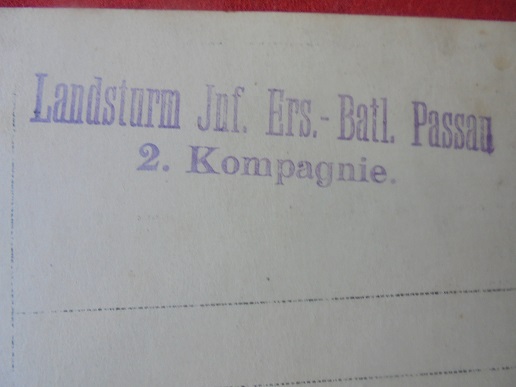 Landsturm Jnf. Ers.-Batl. Passau
2. Kompagnie.